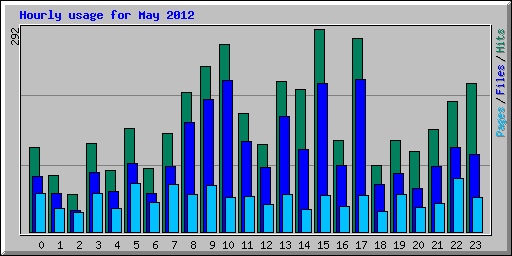 Hourly usage for May 2012
292
Pages / Files / Hits
0 1 2 3 4 5 6 7 8 9 10 11 12 13 14 15 16 17 18 19 20 21 22 23